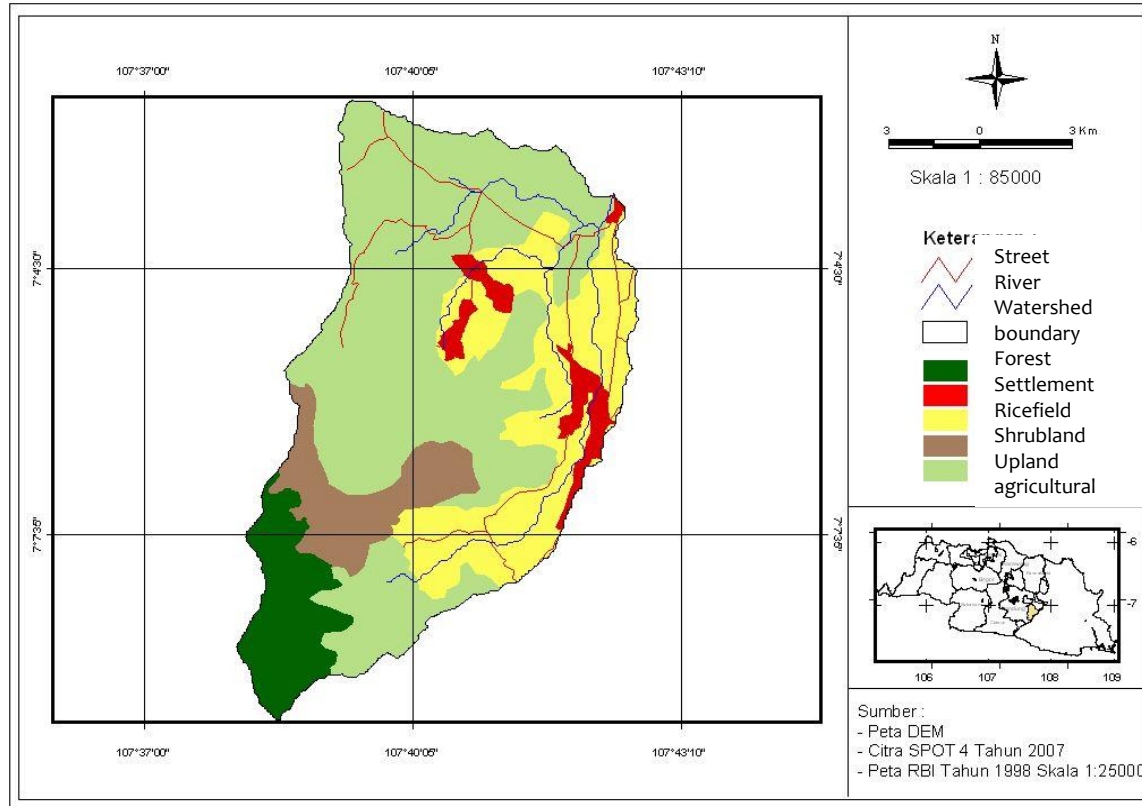 107°37'00"
107°40'05"
107°43'10"
7°4'30"
7°4'30"
7°7'35"
7°7'35"
107°37'00"
107°40'05"
107°43'10"
N
3 0 3 Km
Skala 1 : 85000
Street
River
Watershed
boundary
Forest
Settlement
Ricefield
Shrubland
Upland
agricultural
-6
-7
106 107 108 109
Sumber :
- Peta DEM
- Citra SPOT 4 Tahun 2007
- Peta RBI Tahun 1998 Skala 1:25000